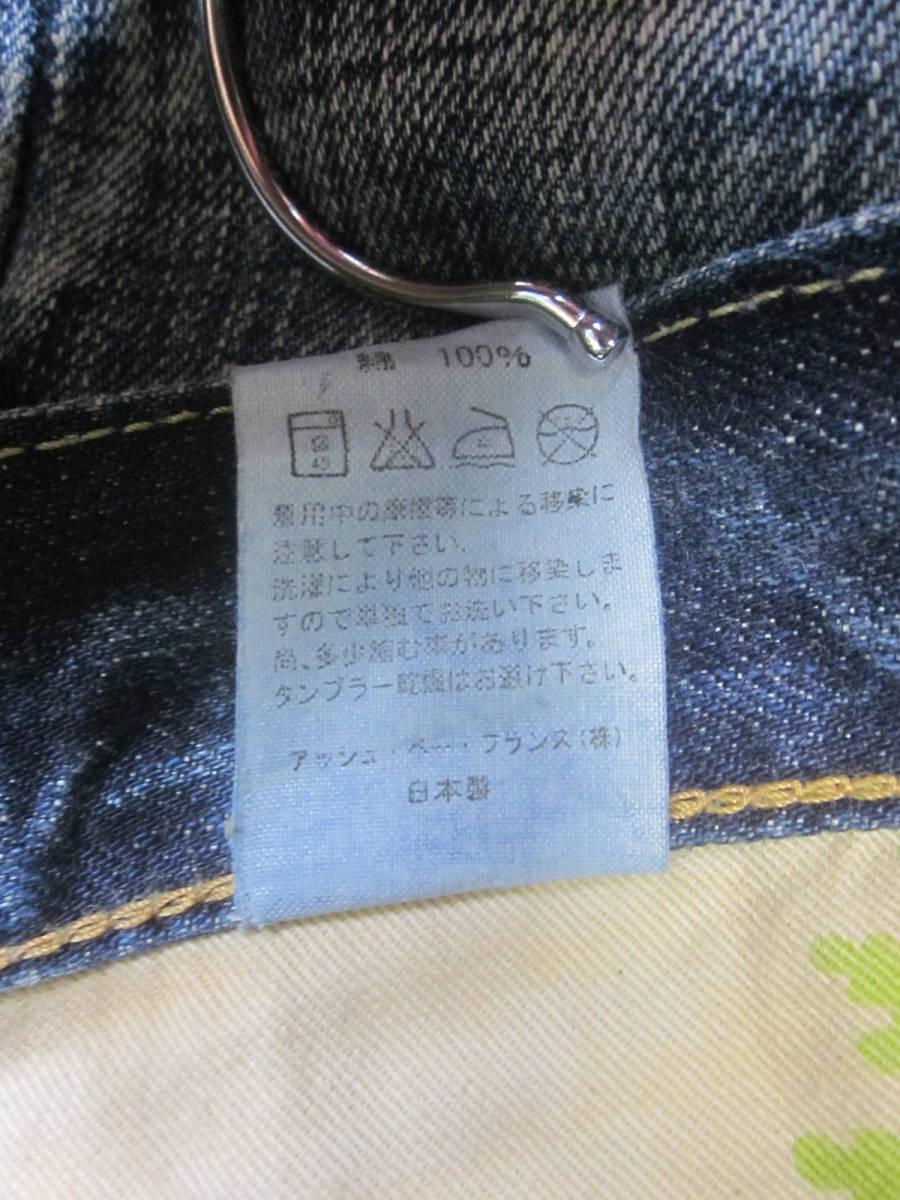 綿 100%
着用中の摩擦等による移染に
注意して下さい.
洗濯により他の物に移染しま
すので単独でお洗い下さい。
尚、多少縮む事があります。
タンブラー乾燥はお避け下さい。
アッシュ・ペー・フランス(株)
日本製